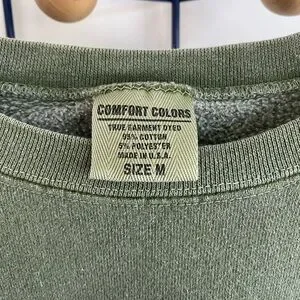 COMFORT COLORS
TRUE GARMENT DYED
95% COTTON
5% POLYESTER
MADE IN U.S.A.
SIZE M